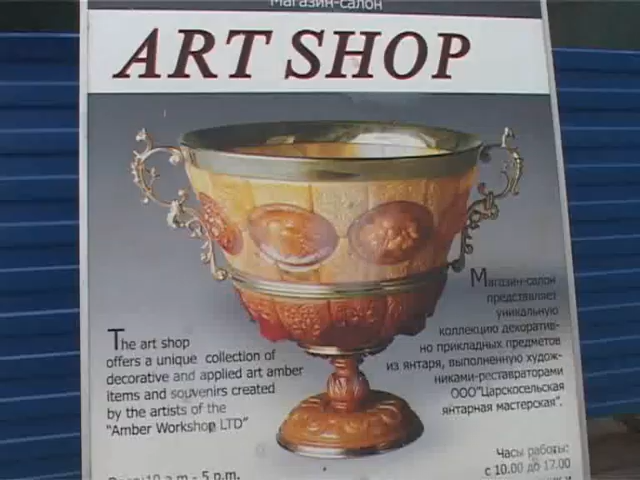 Магазин-салон
ART SHOP
The art shop
offers a unique collection of
decorative and applied art amber
items and souvenirs created
by the artists of the
"Amber Workshop LTD"
10 a.m - 5 p.m.
Магазин-салон
представляет
уникальную
коллекцию декоратив-
но прикладных предметов
из янтаря, выполненную худож-
никами-реставраторами
ООО"Царскосельская
янтарная мастерская".
Часы работы:
с 10.00 до 17.00